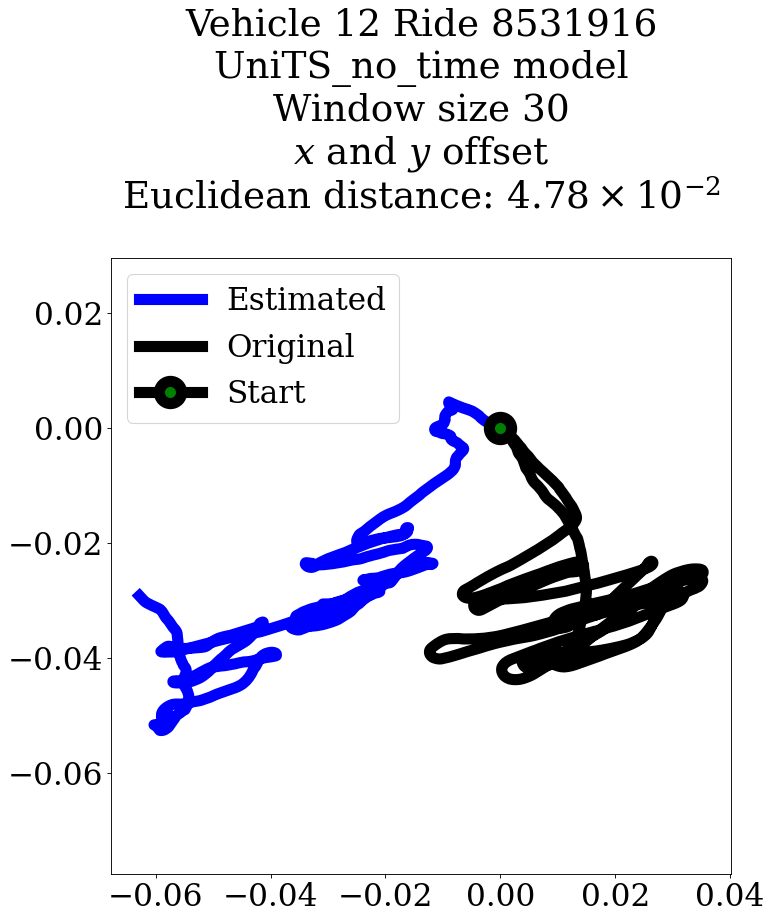 Vehicle 12 Ride 8531916
UniTS_no_time model
Window size 30
x and y offset
Euclidean distance: 4.78 × 10⁻²
Estimated
Original
Start
0.02
0.00
−0.02
−0.04
−0.06
−0.06 −0.04 −0.02 0.00 0.02 0.04